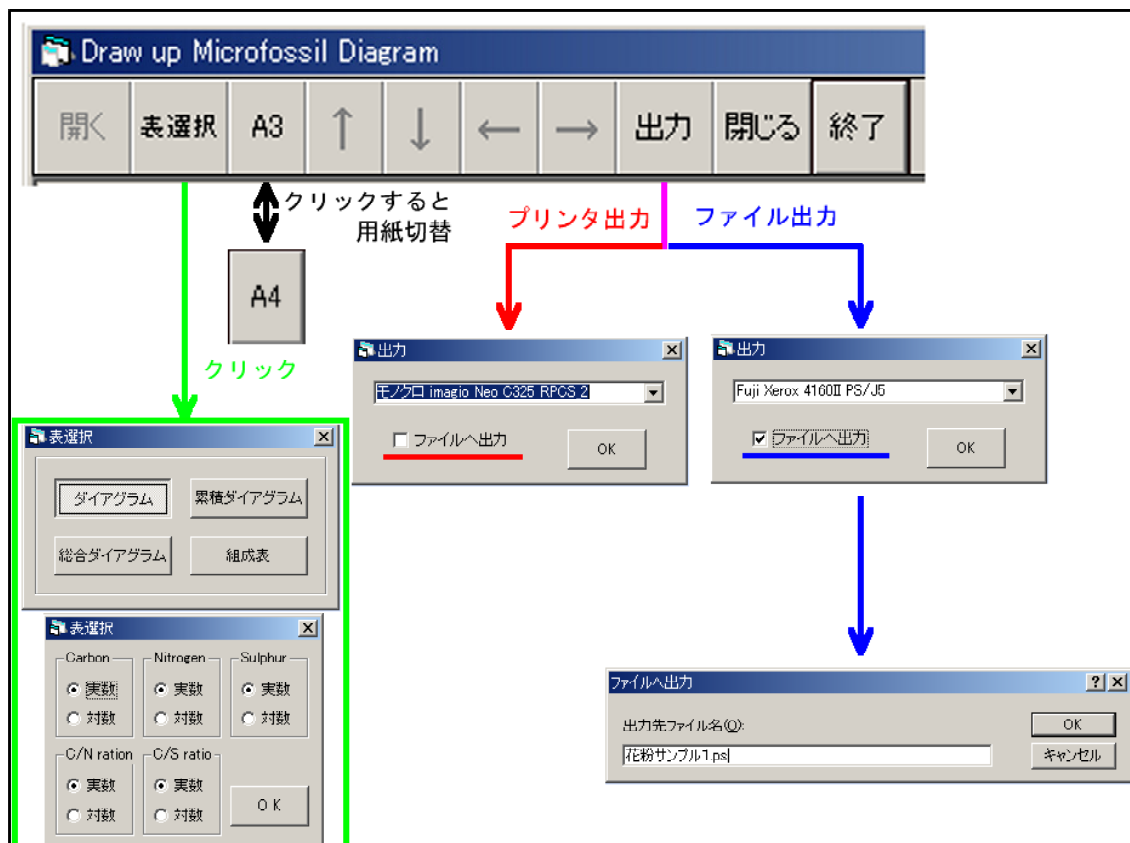 Draw up Microfossil Diagram
開く 表選択 A3 ↑ ↓ ← → 出力 閉じる 終了
クリックすると
用紙切替
プリンタ出力
ファイル出力
A4
クリック
出力
モノクロ imagio Neo C325 RPCS 2
ファイルへ出力
OK
出力
Fuji Xerox 4160II PS/J5
ファイルへ出力
OK
表選択
ダイアグラム 累積ダイアグラム
総合ダイアグラム 組成表
表選択
Carbon Nitrogen Sulphur
実数 実数 実数
対数 対数 対数
C/N ration C/S ratio
実数 実数
対数 対数
OK
ファイルへ出力
出力先ファイル名(O):
花粉サンプル1.ps
OK
キャンセル